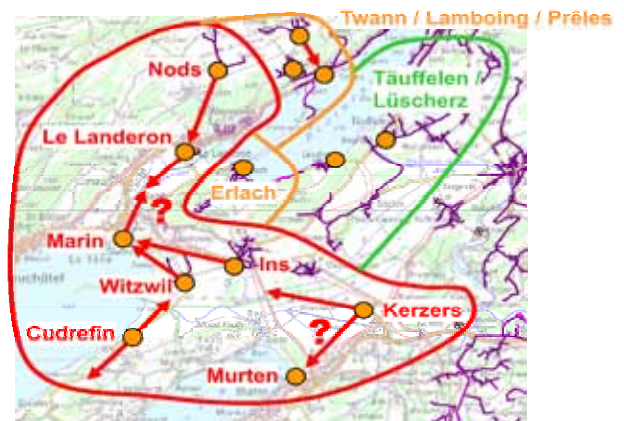 Twann / Lamboing / Prêles
Nods
Täuffelen /
Lüscherz
Le Landeron
Erlach
?
Marin
Ins
Witzwil
Kerzers
Cudrefin
?
Murten